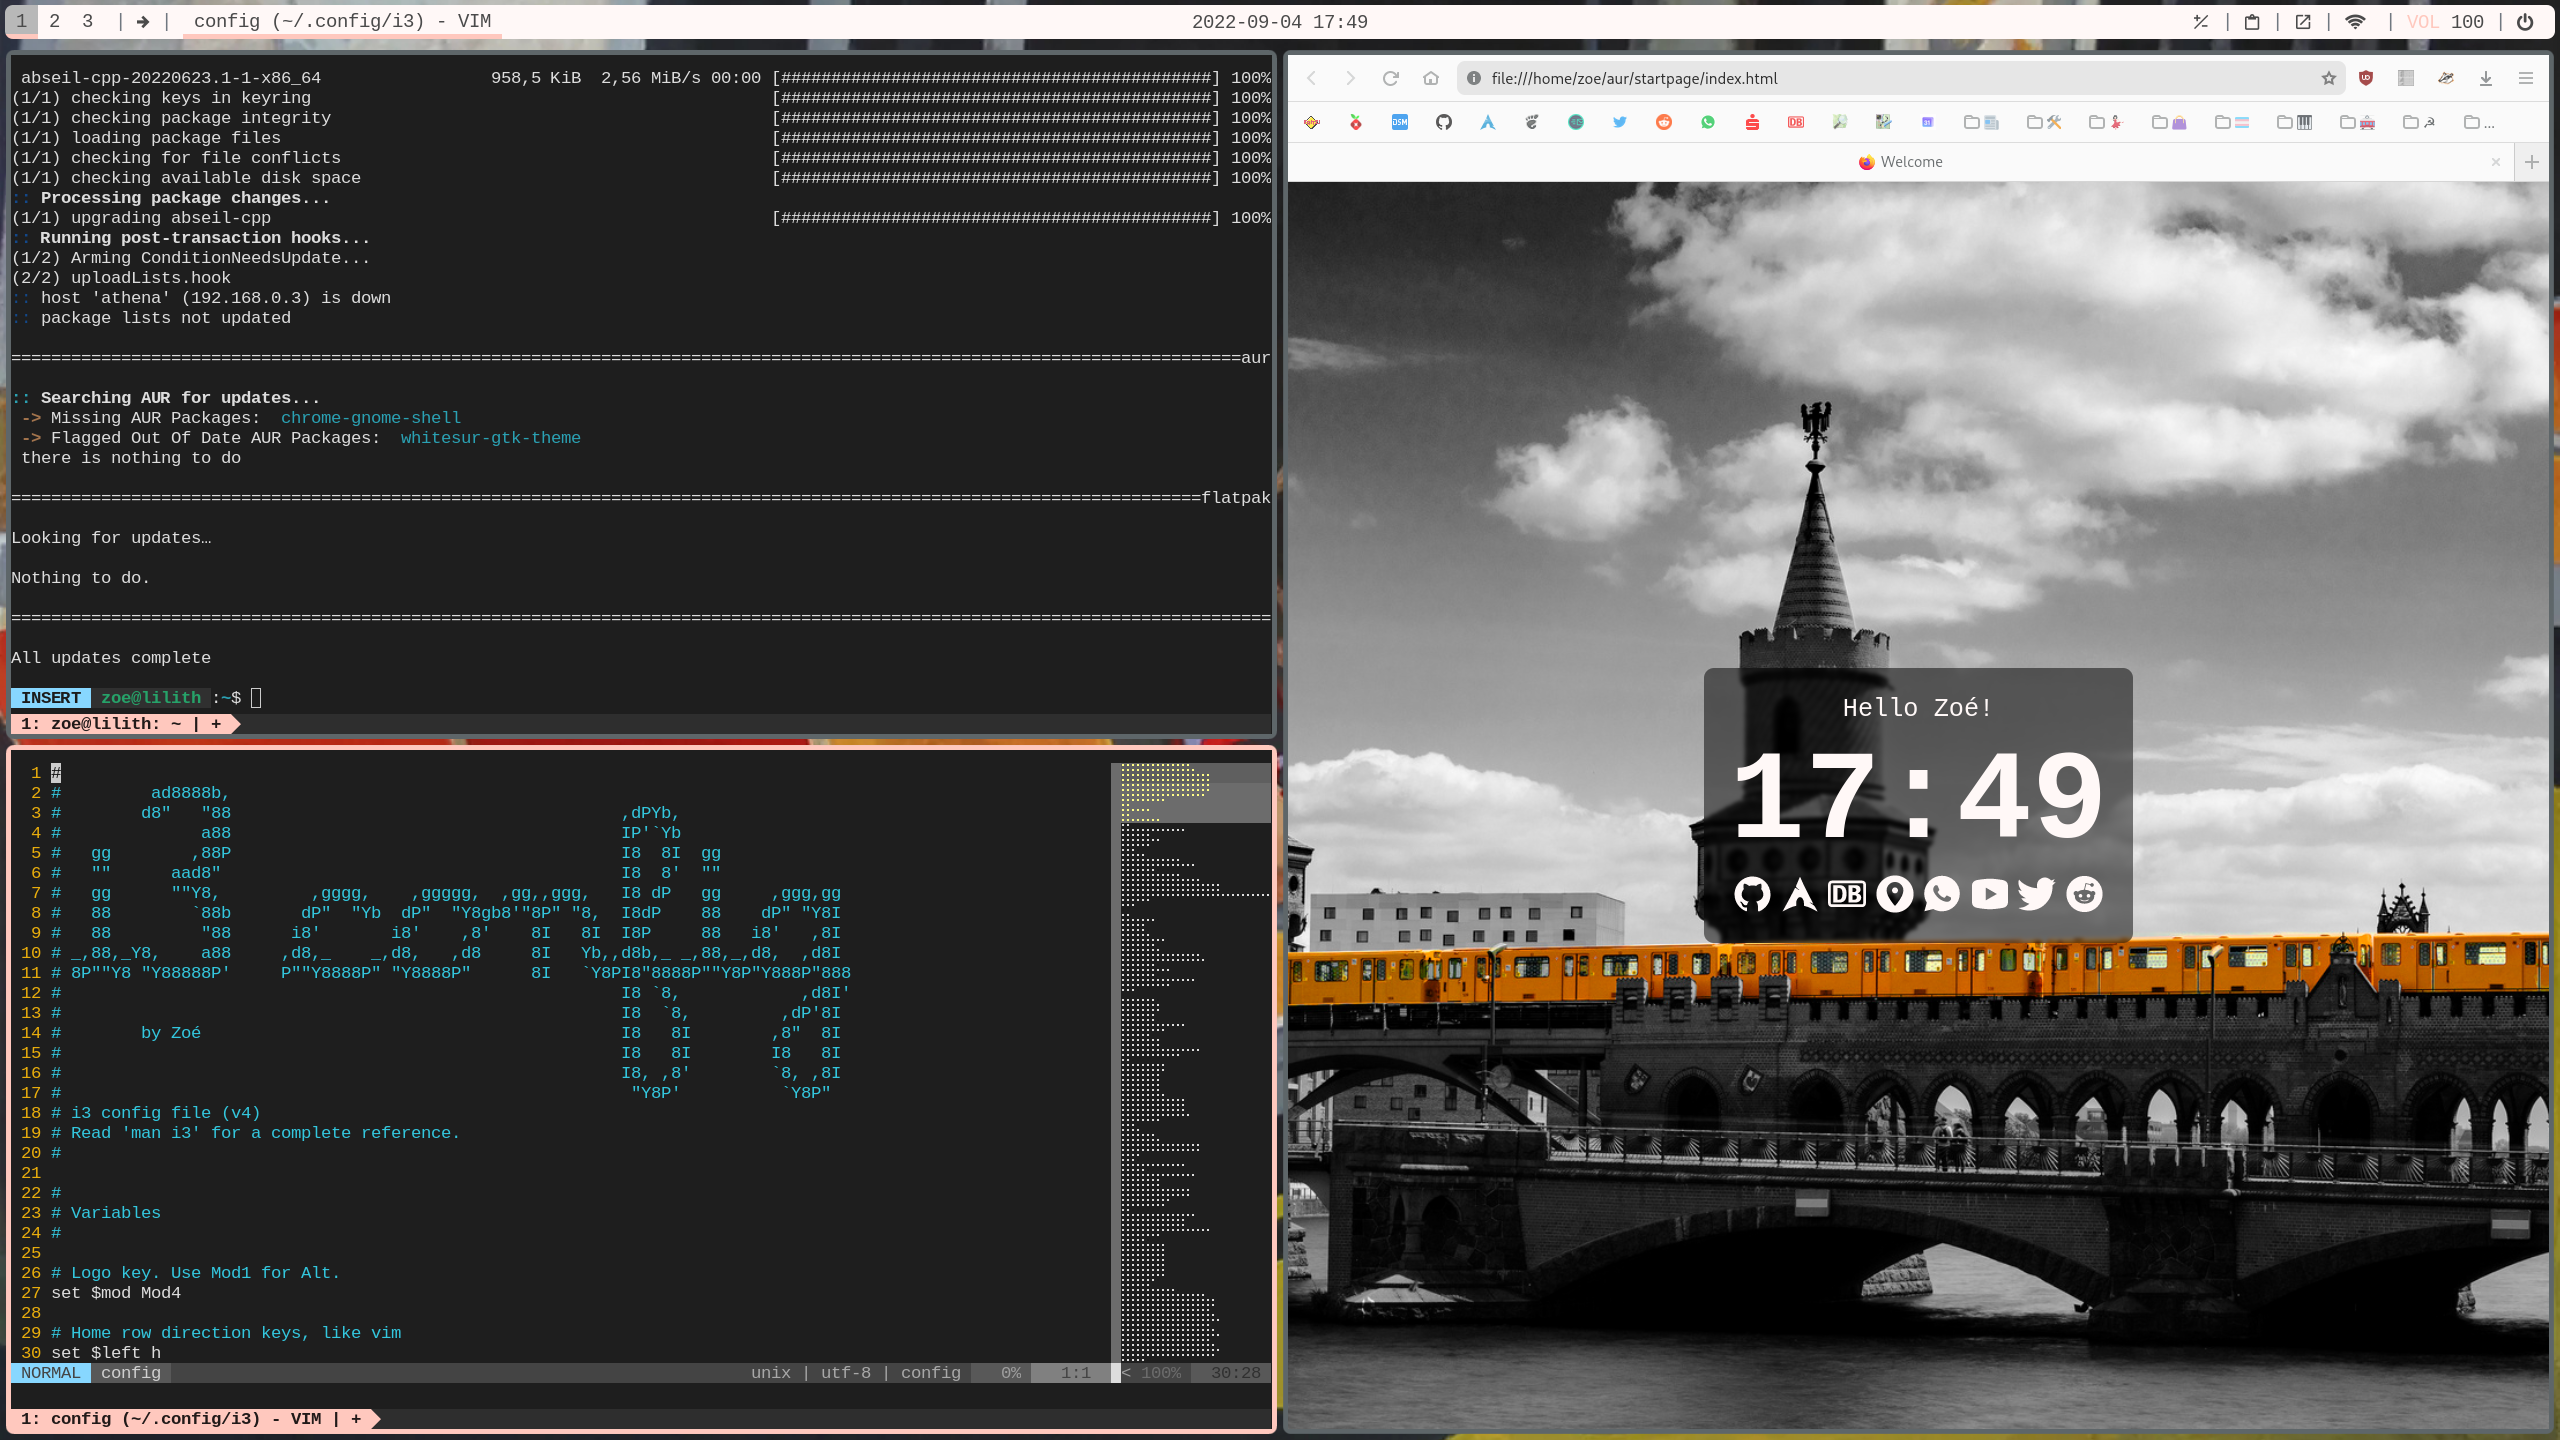 1 2 3 | → | config (~/.config/i3) - VIM
2022-09-04 17:49
| | | | VOL 100 |
abseil-cpp-20220623.1-1-x86_64 958,5 KiB 2,56 MiB/s 00:00 [###########################################] 100%
(1/1) checking keys in keyring [###########################################] 100%
(1/1) checking package integrity [###########################################] 100%
(1/1) loading package files [###########################################] 100%
(1/1) checking for file conflicts [###########################################] 100%
(1/1) checking available disk space [###########################################] 100%
:: Processing package changes...
(1/1) upgrading abseil-cpp [###########################################] 100%
:: Running post-transaction hooks...
(1/2) Arming ConditionNeedsUpdate...
(2/2) uploadLists.hook
:: host 'athena' (192.168.0.3) is down
:: package lists not updated
===========================================================================================================================aur
:: Searching AUR for updates...
-> Missing AUR Packages:  chrome-gnome-shell
-> Flagged Out Of Date AUR Packages:  whitesur-gtk-theme
there is nothing to do
=======================================================================================================================flatpak
Looking for updates…
Nothing to do.
==============================================================================================================================
All updates complete
INSERT zoe@lilith :~$
1: zoe@lilith: ~ | +
1 #
2 #         ad8888b,
3 #        d8"   "88                                       ,dPYb,
4 #              a88                                       IP'`Yb
5 #   gg        ,88P                                       I8  8I  gg
6 #   ""      aad8"                                        I8  8'  ""
7 #   gg      ""Y8,         ,gggg,    ,ggggg,  ,gg,,ggg,   I8 dP   gg     ,ggg,gg
8 #   88        `88b       dP"  "Yb  dP"  "Y8gb8'"8P" "8,  I8dP    88    dP" "Y8I
9 #   88         "88      i8'       i8'    ,8'    8I   8I  I8P     88   i8'   ,8I
10 # _,88,_Y8,    a88     ,d8,_    _,d8,   ,d8     8I   Yb,,d8b,_ _,88,_,d8,  ,d8I
11 # 8P""Y8 "Y88888P'     P""Y8888P" "Y8888P"      8I   `Y8PI8"8888P""Y8P"Y888P"888
12 #                                                        I8 `8,            ,d8I'
13 #                                                        I8  `8,         ,dP'8I
14 #        by Zoé                                          I8   8I        ,8"  8I
15 #                                                        I8   8I        I8   8I
16 #                                                        I8, ,8'        `8, ,8I
17 #                                                         "Y8P'          `Y8P"
18 # i3 config file (v4)
19 # Read 'man i3' for a complete reference.
20 #
21
22 #
23 # Variables
24 #
25
26 # Logo key. Use Mod1 for Alt.
27 set $mod Mod4
28
29 # Home row direction keys, like vim
30 set $left h
NORMAL config unix | utf-8 | config 0% 1:1 < 100% 30:28
1: config (~/.config/i3) - VIM | +
file:///home/zoe/aur/startpage/index.html
DSM
DB
31
...
Welcome
Hello Zoé!
17:49
DB